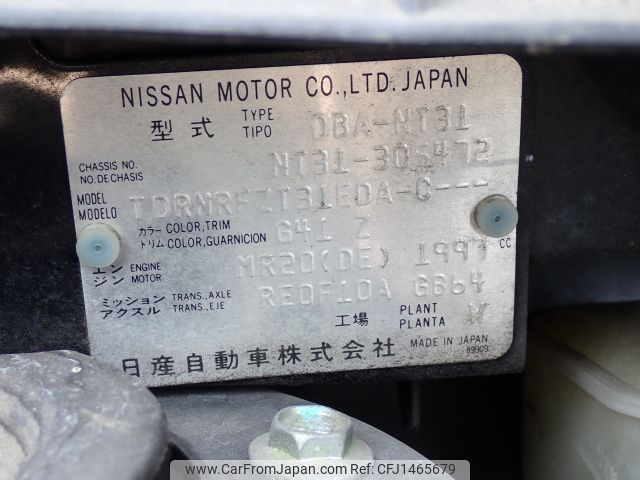 NISSAN MOTOR CO.,LTD. JAPAN
型式 TYPE TIPO DBA-NT31
CHASSIS NO. NO.DE CHASIS NT31-305472
MODEL MODELO TDRNRFZT31EDA-C---
カラー COLOR,TRIM トリム COLOR,GUARNICION G41 Z
エンジン ENGINE MOTOR MR20(DE) 1997 CC
ミッション TRANS.,AXLE アクスル TRANS.,EJE RE0F10A G664
工場 PLANT PLANTA
日産自動車株式会社 MADE IN JAPAN
8990S
www.CarFromJapan.com | www.CarFromJapan.com | CFJ1465679